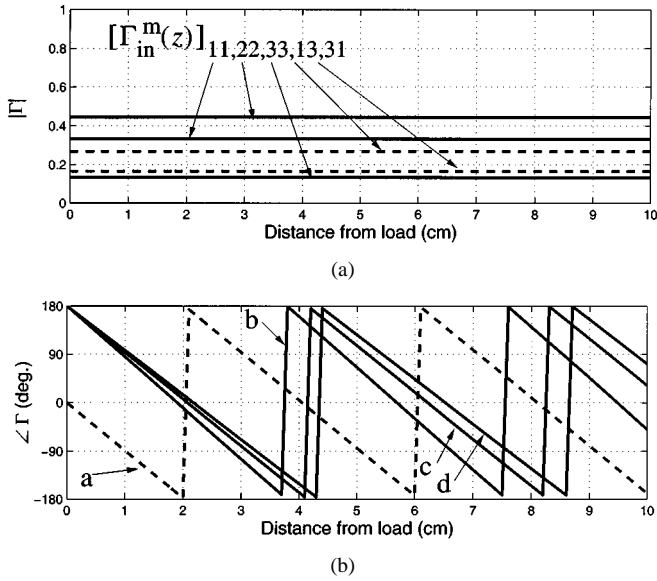 1
0.8
0.6
0.4
0.2
0
|Γ|
[Γ_in^m(z)]_11,22,33,13,31
0 1 2 3 4 5 6 7 8 9 10
Distance from load (cm)
(a)
180
90
0
−90
−180
∠Γ (deg.)
b
a
c
d
0 1 2 3 4 5 6 7 8 9 10
Distance from load (cm)
(b)